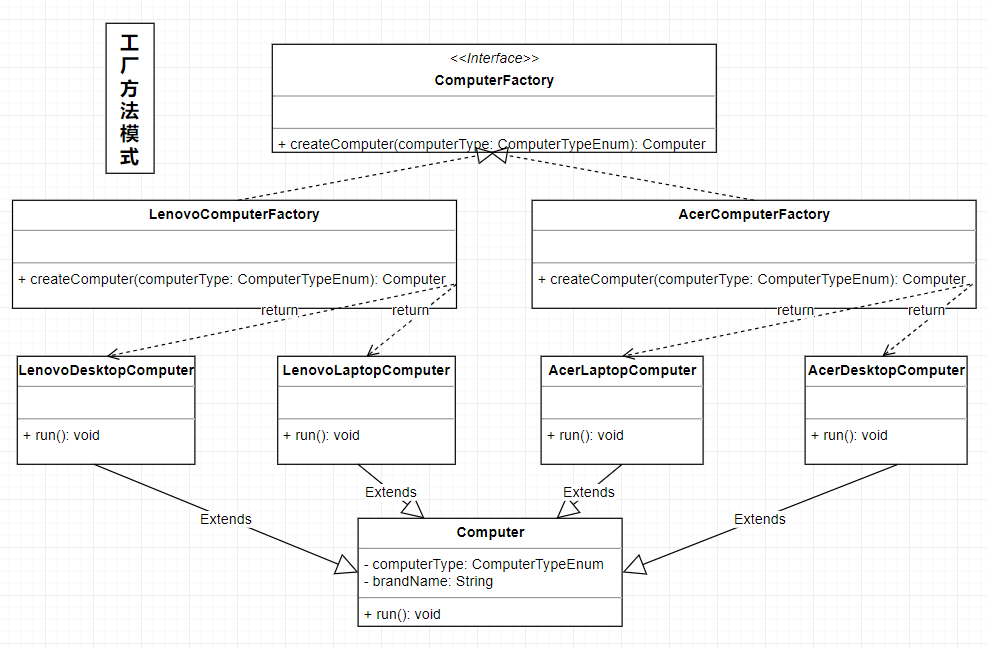 工厂方法模式
<<Interface>>
ComputerFactory
+ createComputer(computerType: ComputerTypeEnum): Computer
LenovoComputerFactory
+ createComputer(computerType: ComputerTypeEnum): Computer
AcerComputerFactory
+ createComputer(computerType: ComputerTypeEnum): Computer
return
return
return
return
LenovoDesktopComputer
+ run(): void
LenovoLaptopComputer
+ run(): void
AcerLaptopComputer
+ run(): void
AcerDesktopComputer
+ run(): void
Extends
Extends
Extends
Extends
Computer
- computerType: ComputerTypeEnum
- brandName: String
+ run(): void